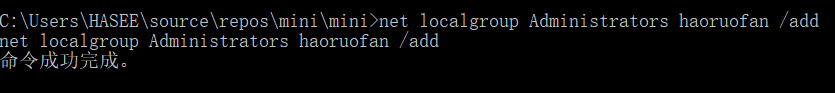 C:\Users\HASEE\source\repos\mini\mini>net localgroup Administrators haoruofan /add
net localgroup Administrators haoruofan /add
命令成功完成。